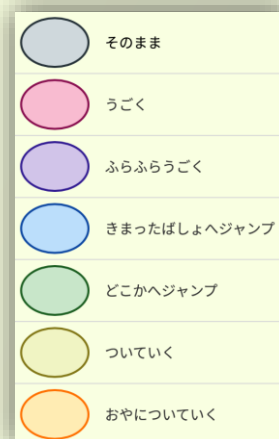 そのまま
うごく
ふらふらうごく
きまったばしょへジャンプ
どこかへジャンプ
ついていく
おやについていく